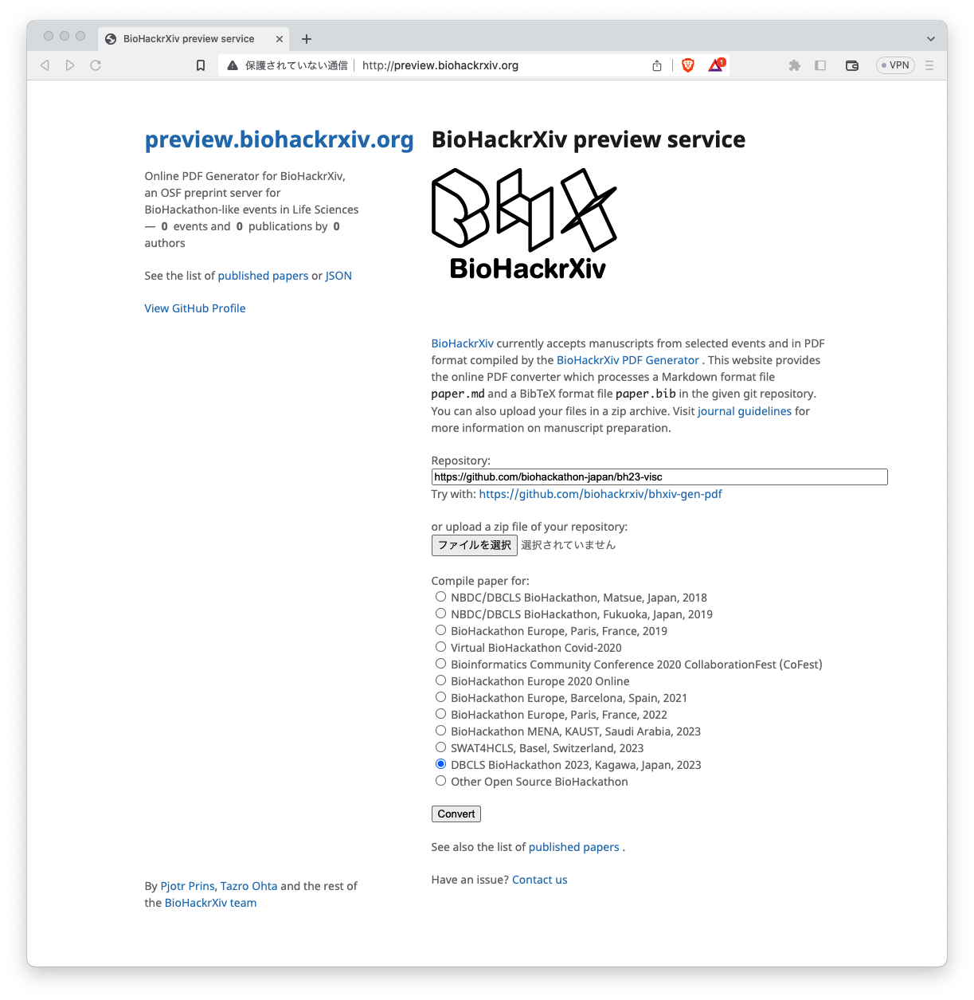 BioHackrXiv preview service
保護されていない通信
http://preview.biohackrxiv.org
1
VPN
preview.biohackrxiv.org
Online PDF Generator for BioHackrXiv,
an OSF preprint server for
BioHackathon-like events in Life Sciences
— 0 events and 0 publications by 0
authors
See the list of published papers or JSON
View GitHub Profile
BioHackrXiv preview service
BHX
BioHackrXiv
BioHackrXiv currently accepts manuscripts from selected events and in PDF
format compiled by the BioHackrXiv PDF Generator . This website provides
the online PDF converter which processes a Markdown format file
paper.md and a BibTeX format file paper.bib in the given git repository.
You can also upload your files in a zip archive. Visit journal guidelines for
more information on manuscript preparation.
Repository:
https://github.com/biohackathon-japan/bh23-visc
Try with: https://github.com/biohackrxiv/bhxiv-gen-pdf
or upload a zip file of your repository:
ファイルを選択 選択されていません
Compile paper for:
NBDC/DBCLS BioHackathon, Matsue, Japan, 2018
NBDC/DBCLS BioHackathon, Fukuoka, Japan, 2019
BioHackathon Europe, Paris, France, 2019
Virtual BioHackathon Covid-2020
Bioinformatics Community Conference 2020 CollaborationFest (CoFest)
BioHackathon Europe 2020 Online
BioHackathon Europe, Barcelona, Spain, 2021
BioHackathon Europe, Paris, France, 2022
BioHackathon MENA, KAUST, Saudi Arabia, 2023
SWAT4HCLS, Basel, Switzerland, 2023
DBCLS BioHackathon 2023, Kagawa, Japan, 2023
Other Open Source BioHackathon
Convert
See also the list of published papers .
Have an issue? Contact us
By Pjotr Prins, Tazro Ohta and the rest of
the BioHackrXiv team